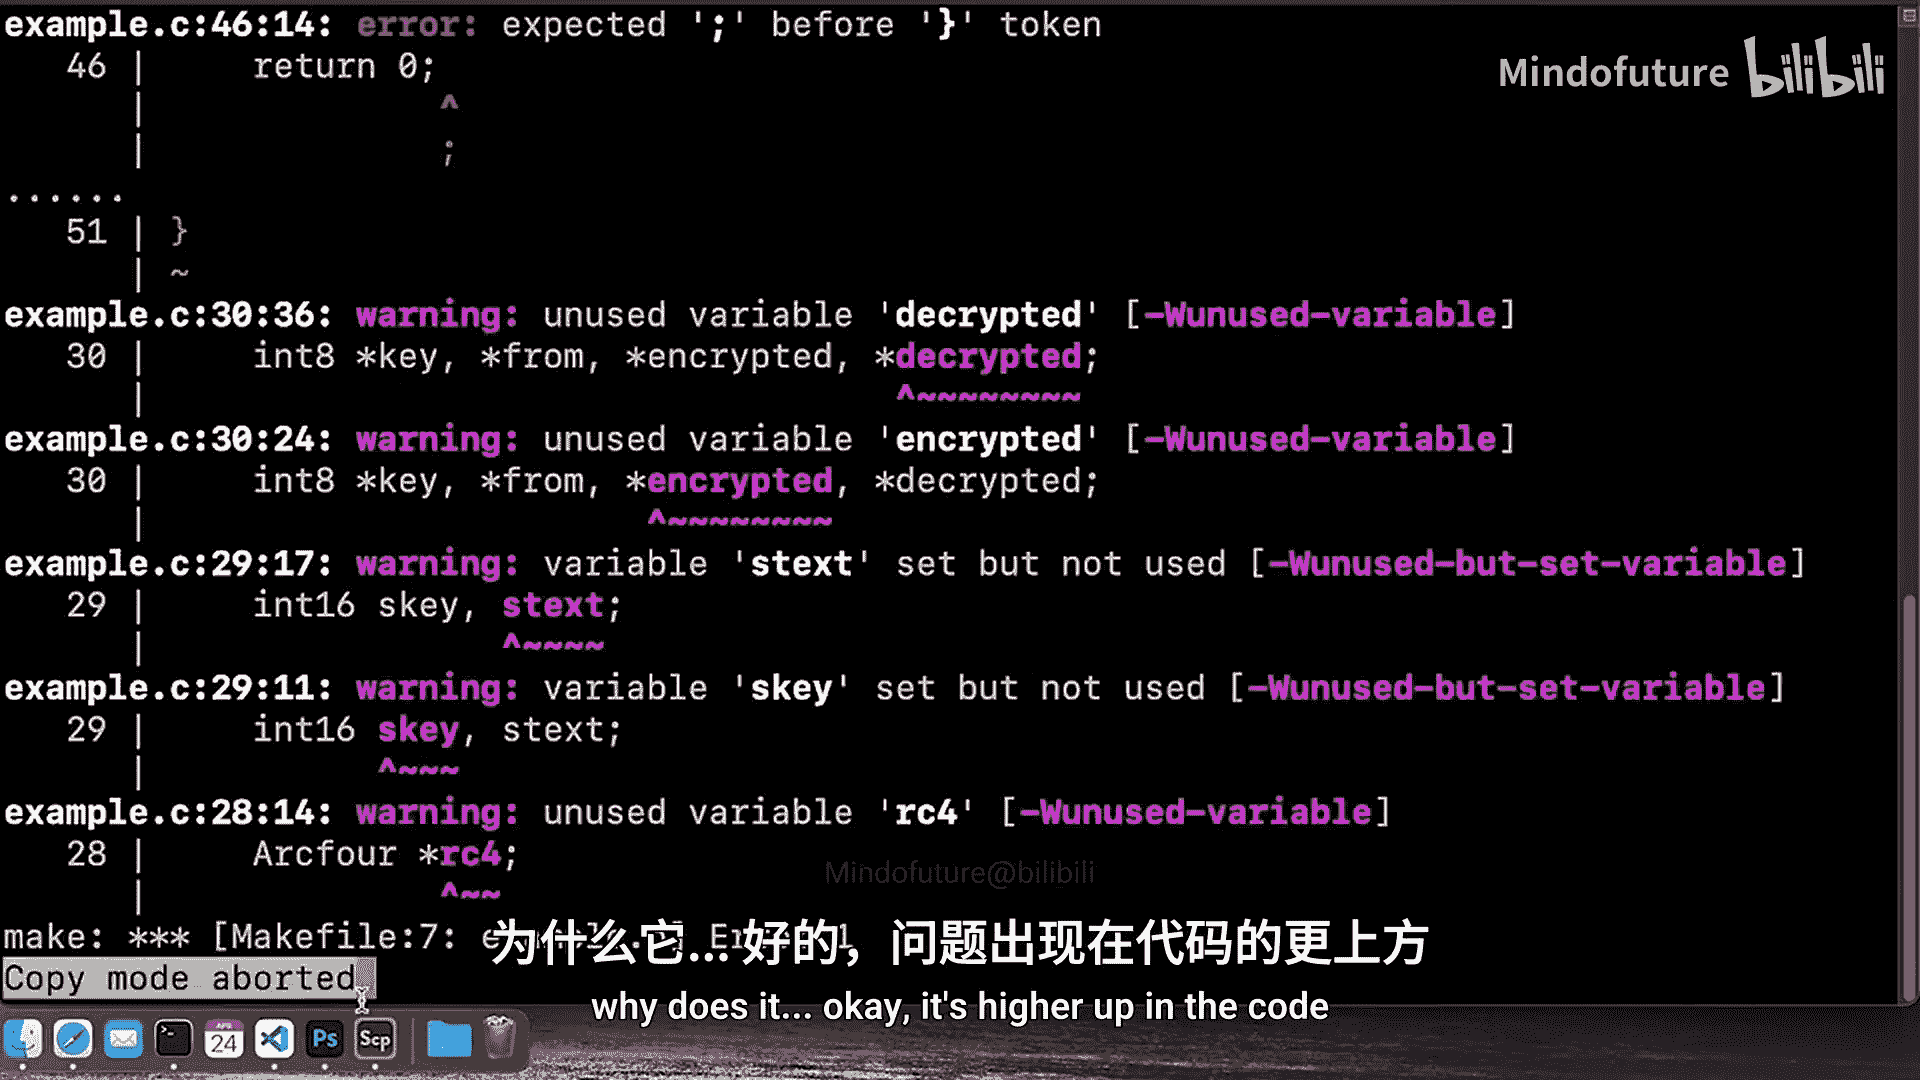 example.c:46:14: error: expected ';' before '}' token
46 | return 0;
| ^
| ;
......
51 | }
| ~
example.c:30:36: warning: unused variable 'decrypted' [-Wunused-variable]
30 | int8 *key, *from, *encrypted, *decrypted;
| ^~~~~~~~~
example.c:30:24: warning: unused variable 'encrypted' [-Wunused-variable]
30 | int8 *key, *from, *encrypted, *decrypted;
| ^~~~~~~~~
example.c:29:17: warning: variable 'stext' set but not used [-Wunused-but-set-variable]
29 | int16 skey, stext;
| ^~~~~
example.c:29:11: warning: variable 'skey' set but not used [-Wunused-but-set-variable]
29 | int16 skey, stext;
| ^~~~
example.c:28:14: warning: unused variable 'rc4' [-Wunused-variable]
28 | Arcfour *rc4;
| ^~~
make: *** [Makefile:7:
Copy mode aborted
Mindofuture bilibili
Mindofuture@bilibili
为什么它... 好的，问题出现在代码的更上方
why does it... okay, it's higher up in the code
APR
24
Ps
Scp